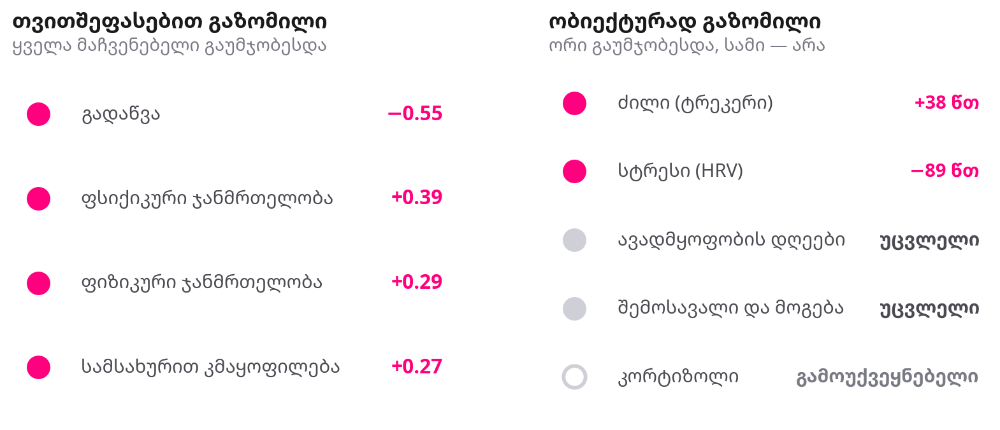 თვითშეფასებით გაზომილი
ყველა მაჩვენებელი გაუმჯობესდა
გადაწვა −0.55
ფსიქიკური ჯანმრთელობა +0.39
ფიზიკური ჯანმრთელობა +0.29
სამსახურით კმაყოფილება +0.27
ობიექტურად გაზომილი
ორი გაუმჯობესდა, სამი — არა
ძილი (ტრეკერი) +38 წთ
სტრესი (HRV) −89 წთ
ავადმყოფობის დღეები უცვლელი
შემოსავალი და მოგება უცვლელი
კორტიზოლი გამოუქვეყნებელი